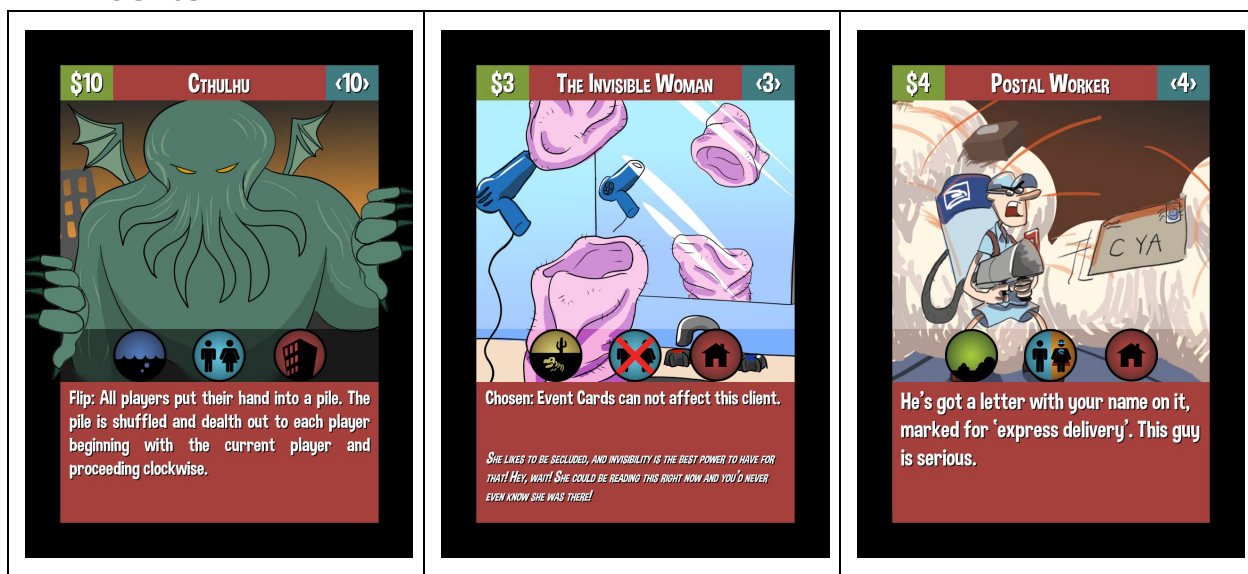 $10 CTHULHU ‹10›
Flip: All players put their hand into a pile. The
pile is shuffled and dealth out to each player
beginning with the current player and
proceeding clockwise.
$3 THE INVISIBLE WOMAN ‹3›
Chosen: Event Cards can not affect this client.
SHE LIKES TO BE SECLUDED, AND INVISIBILITY IS THE BEST POWER TO HAVE FOR
THAT! HEY, WAIT! SHE COULD BE READING THIS RIGHT NOW AND YOU'D NEVER
EVEN KNOW SHE WAS THERE!
$4 POSTAL WORKER ‹4›
C YA
He's got a letter with your name on it,
marked for 'express delivery'. This guy
is serious.